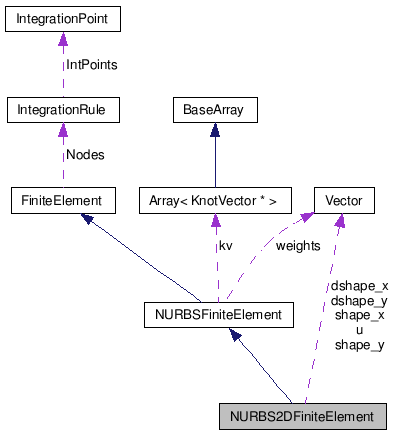 IntegrationPoint
IntPoints
IntegrationRule
BaseArray
Nodes
FiniteElement
Array< KnotVector * >
Vector
kv
weights
dshape_x
dshape_y
shape_x
u
shape_y
NURBSFiniteElement
NURBS2DFiniteElement